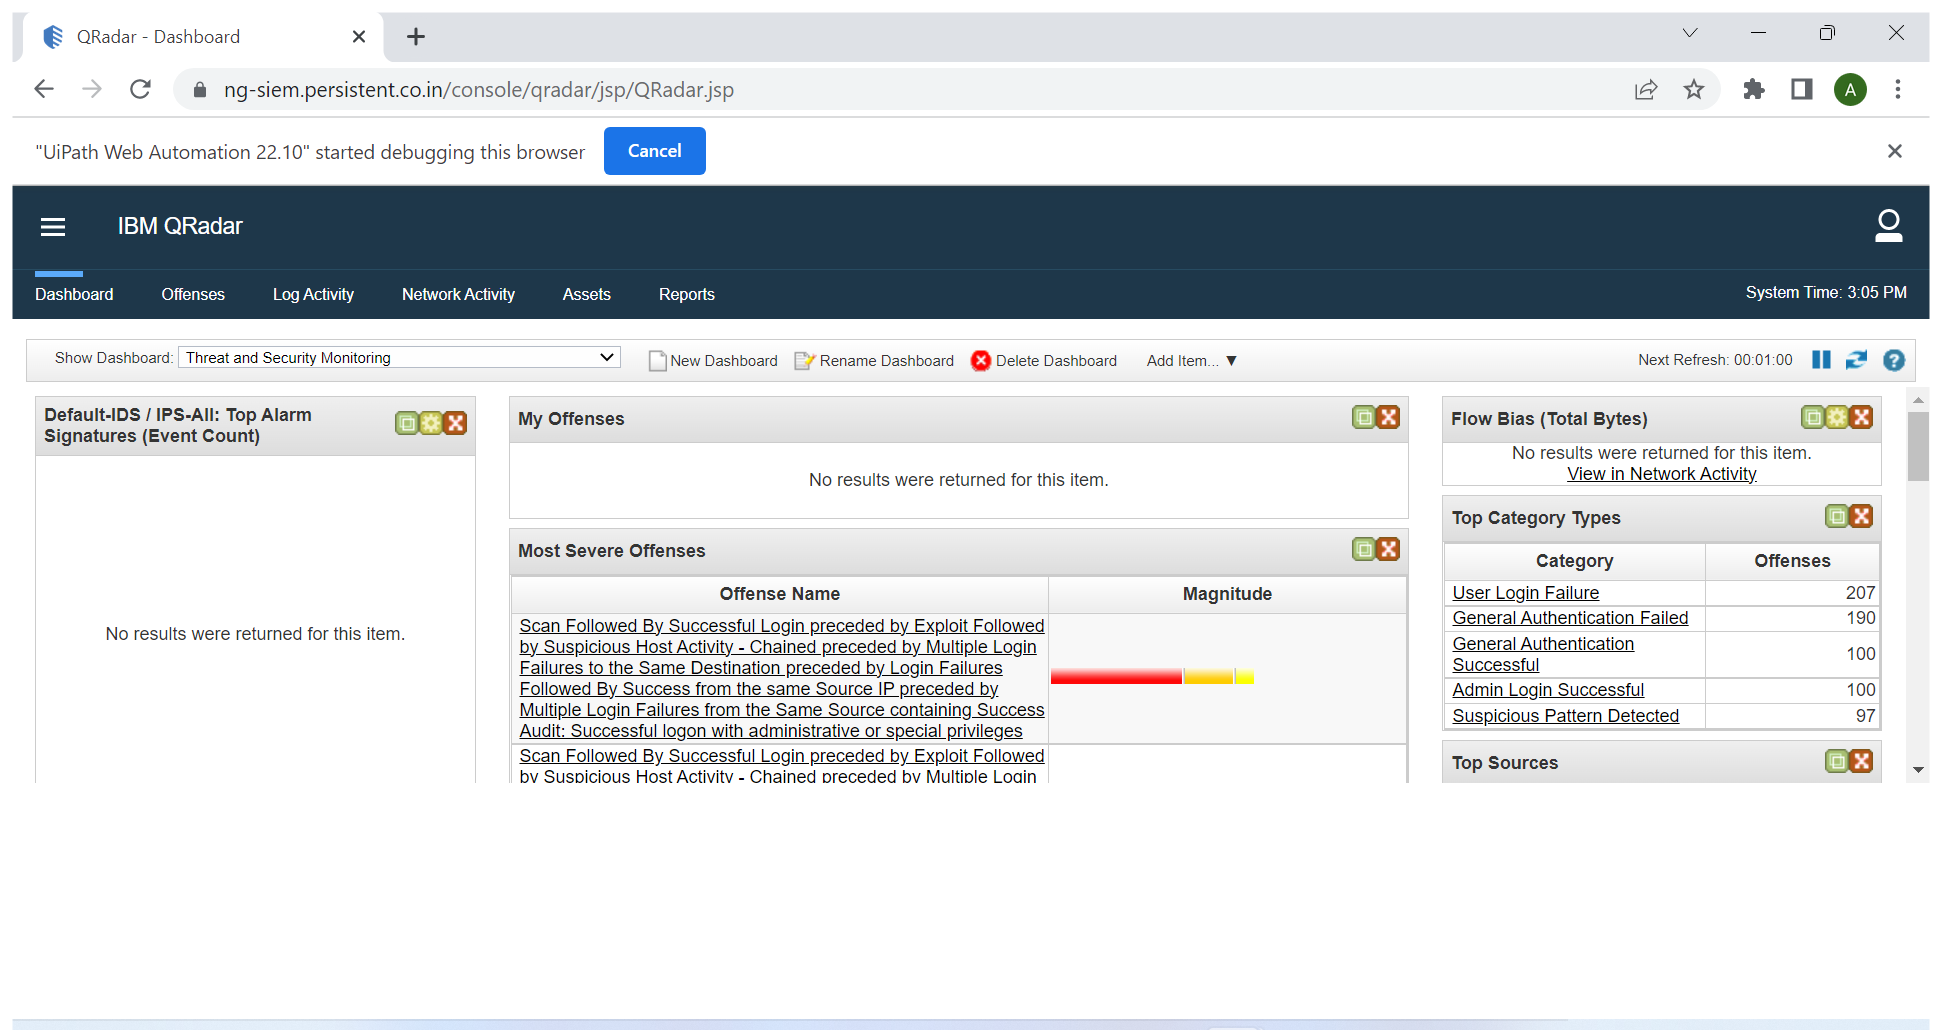 QRadar - Dashboard
ng-siem.persistent.co.in/console/qradar/jsp/QRadar.jsp
A
"UiPath Web Automation 22.10" started debugging this browser
Cancel
IBM QRadar
Dashboard Offenses Log Activity Network Activity Assets Reports
System Time: 3:05 PM
Show Dashboard: Threat and Security Monitoring New Dashboard Rename Dashboard Delete Dashboard Add Item... ▼ Next Refresh: 00:01:00 ?
Default-IDS / IPS-All: Top Alarm
Signatures (Event Count)
No results were returned for this item.
My Offenses
No results were returned for this item.
Most Severe Offenses
Offense Name Magnitude
Scan Followed By Successful Login preceded by Exploit Followed
by Suspicious Host Activity - Chained preceded by Multiple Login
Failures to the Same Destination preceded by Login Failures
Followed By Success from the same Source IP preceded by
Multiple Login Failures from the Same Source containing Success
Audit: Successful logon with administrative or special privileges
Scan Followed By Successful Login preceded by Exploit Followed
by Suspicious Host Activity - Chained preceded by Multiple Login
Flow Bias (Total Bytes)
No results were returned for this item.
View in Network Activity
Top Category Types
Category Offenses
User Login Failure 207
General Authentication Failed 190
General Authentication
Successful 100
Admin Login Successful 100
Suspicious Pattern Detected 97
Top Sources